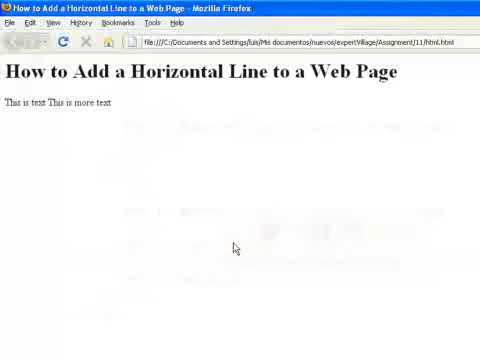 How to Add a Horizontal Line to a Web Page - Mozilla Firefox
File Edit View History Bookmarks Tools Help
file:///C:/Documents and Settings/luis/Mis documentos/nuevos/expertVillage/Assignment/11/html.html
How to Add a Horizontal Line to a Web Page
This is text This is more text